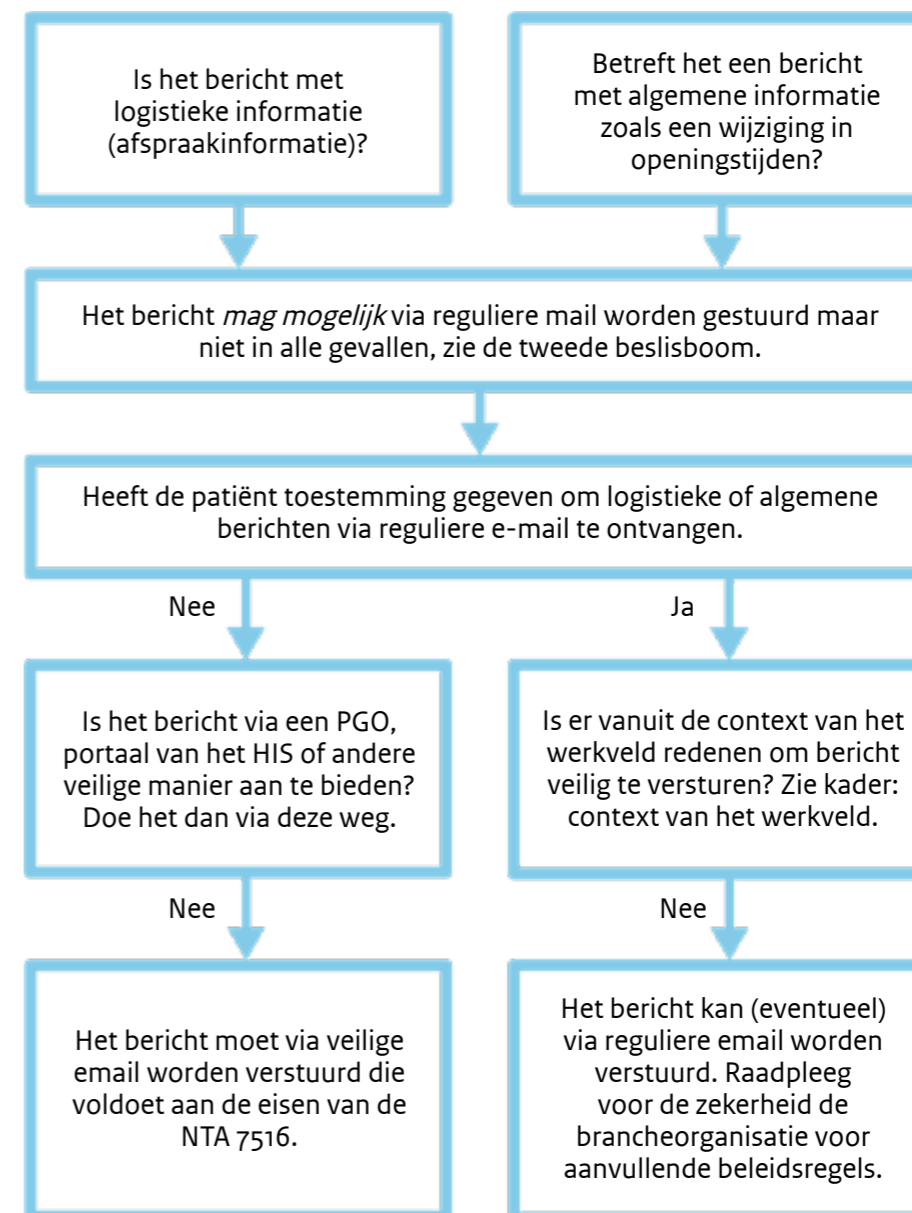 Is het bericht met
logistieke informatie
(afspraakinformatie)?
Betreft het een bericht
met algemene informatie
zoals een wijziging in
openingstijden?
Het bericht mag mogelijk via reguliere mail worden gestuurd maar
niet in alle gevallen, zie de tweede beslisboom.
Heeft de patiënt toestemming gegeven om logistieke of algemene
berichten via reguliere e-mail te ontvangen.
Nee
Ja
Is het bericht via een PGO,
portaal van het HIS of andere
veilige manier aan te bieden?
Doe het dan via deze weg.
Is er vanuit de context van het
werkveld redenen om bericht
veilig te versturen? Zie kader:
context van het werkveld.
Nee
Nee
Het bericht moet via veilige
email worden verstuurd die
voldoet aan de eisen van de
NTA 7516.
Het bericht kan (eventueel)
via reguliere email worden
verstuurd. Raadpleeg
voor de zekerheid de
brancheorganisatie voor
aanvullende beleidsregels.